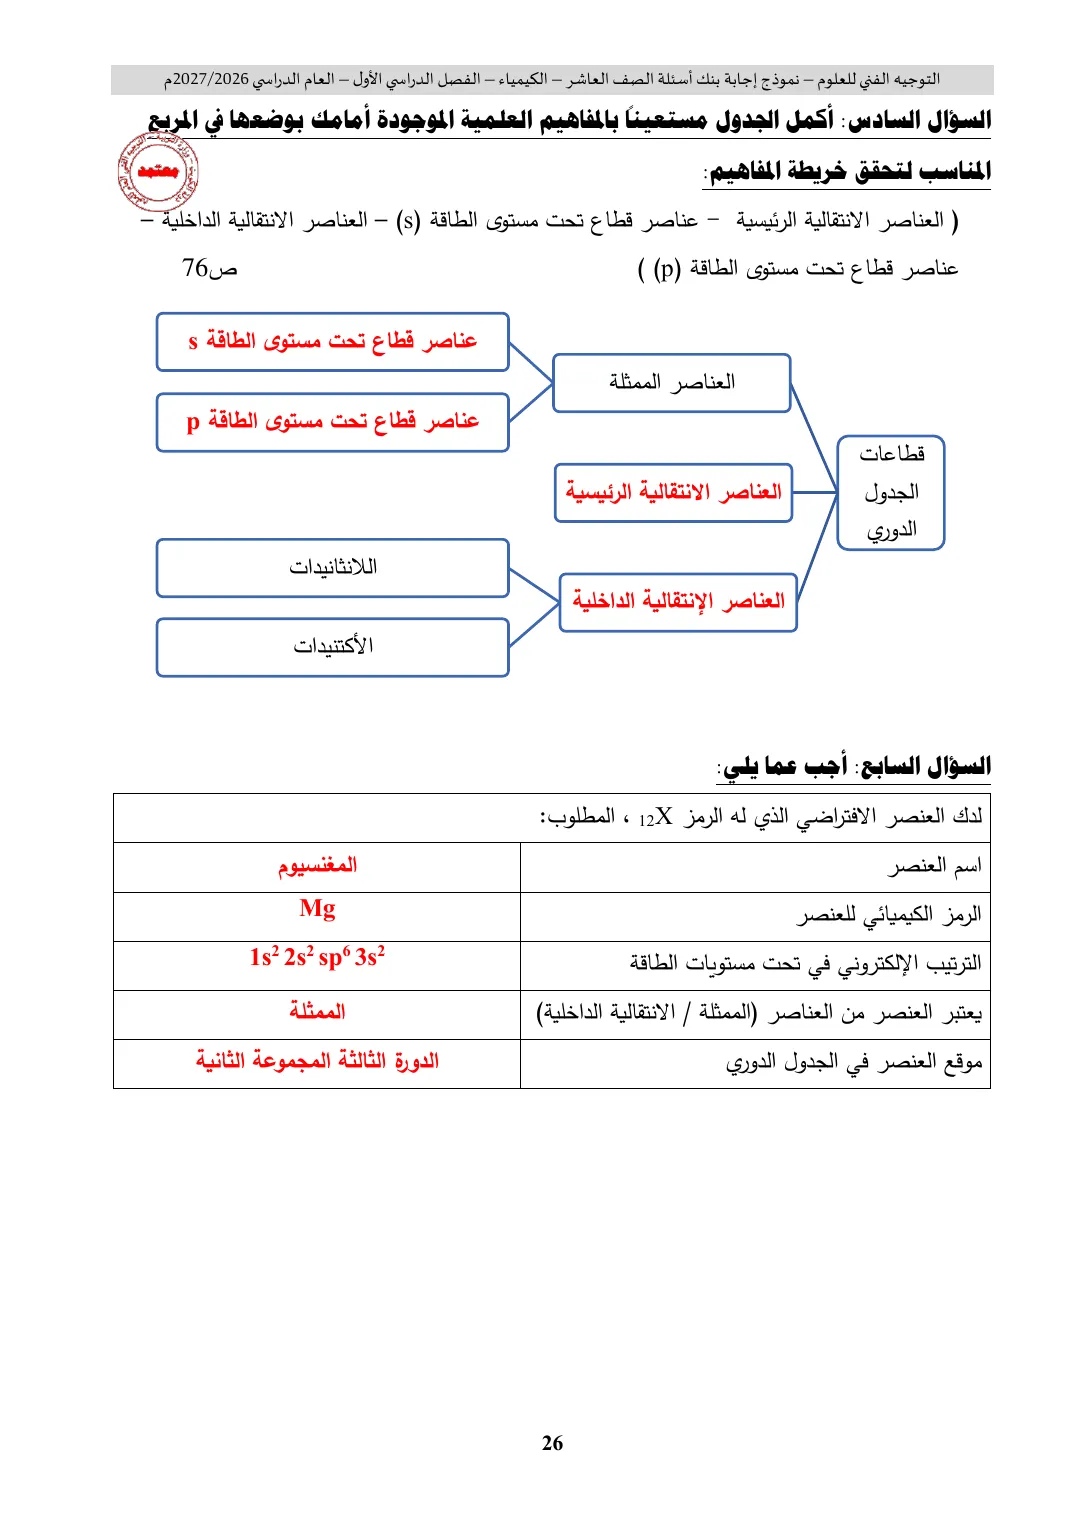 التوجيه الفني للعلوم – نموذج إجابة بنك أسئلة الصف العاشر – الكيمياء – الفصل الدراسي الأول – العام الدراسي 2027/2026م
السؤال السادس: أكمل الجدول مستعيناً بالمفاهيم العلمية الموجودة أمامك بوضعها في المربع
المناسب لتحقق خريطة المفاهيم:
معتمد
( العناصر الانتقالية الرئيسية – عناصر قطاع تحت مستوى الطاقة (s) – العناصر الانتقالية الداخلية –
عناصر قطاع تحت مستوى الطاقة (p) ) ص76
عناصر قطاع تحت مستوى الطاقة s
العناصر الممثلة
عناصر قطاع تحت مستوى الطاقة p
قطاعات
الجدول
الدوري
العناصر الانتقالية الرئيسية
اللانثانيدات
العناصر الإنتقالية الداخلية
الأكتنيدات
السؤال السابع: أجب عما يلي:
لدك العنصر الافتراضي الذي له الرمز ₁₂X ، المطلوب:
اسم العنصر المغنسيوم
الرمز الكيميائي للعنصر Mg
الترتيب الإلكتروني في تحت مستويات الطاقة 1s² 2s² sp⁶ 3s²
يعتبر العنصر من العناصر (الممثلة / الانتقالية الداخلية) الممثلة
موقع العنصر في الجدول الدوري الدورة الثالثة المجموعة الثانية
26